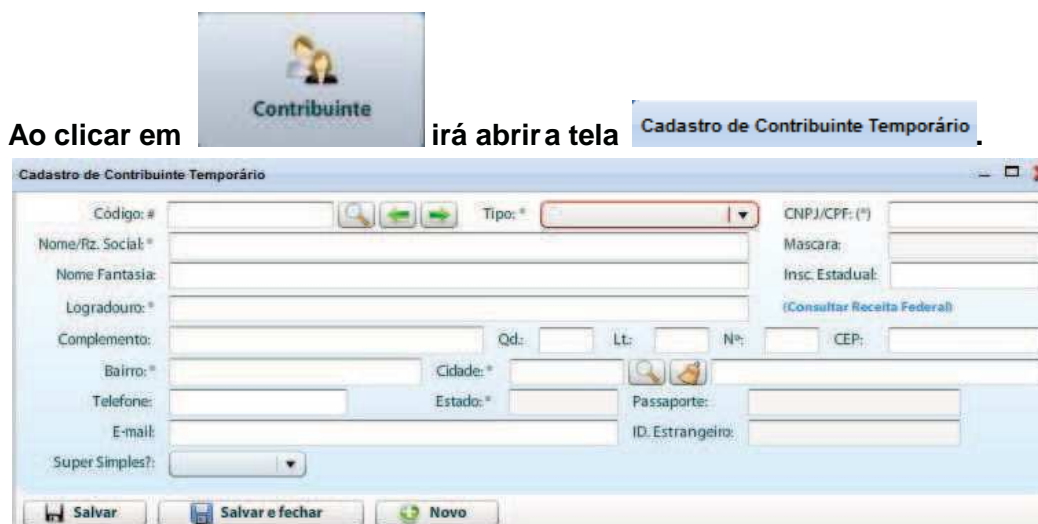 Contribuinte
Ao clicar em irá abrir a tela Cadastro de Contribuinte Temporário.
Cadastro de Contribuinte Temporário
Código: # Tipo: * CNPJ/CPF: (*)
Nome/Rz. Social: * Mascara:
Nome Fantasia: Insc. Estadual:
Logradouro: * (Consultar Receita Federal)
Complemento: Qd.: Lt.: Nº: CEP:
Bairro: * Cidade: *
Telefone: Estado: * Passaporte:
E-mail: ID. Estrangeiro:
Super Simples?:
Salvar Salvar e fechar Novo